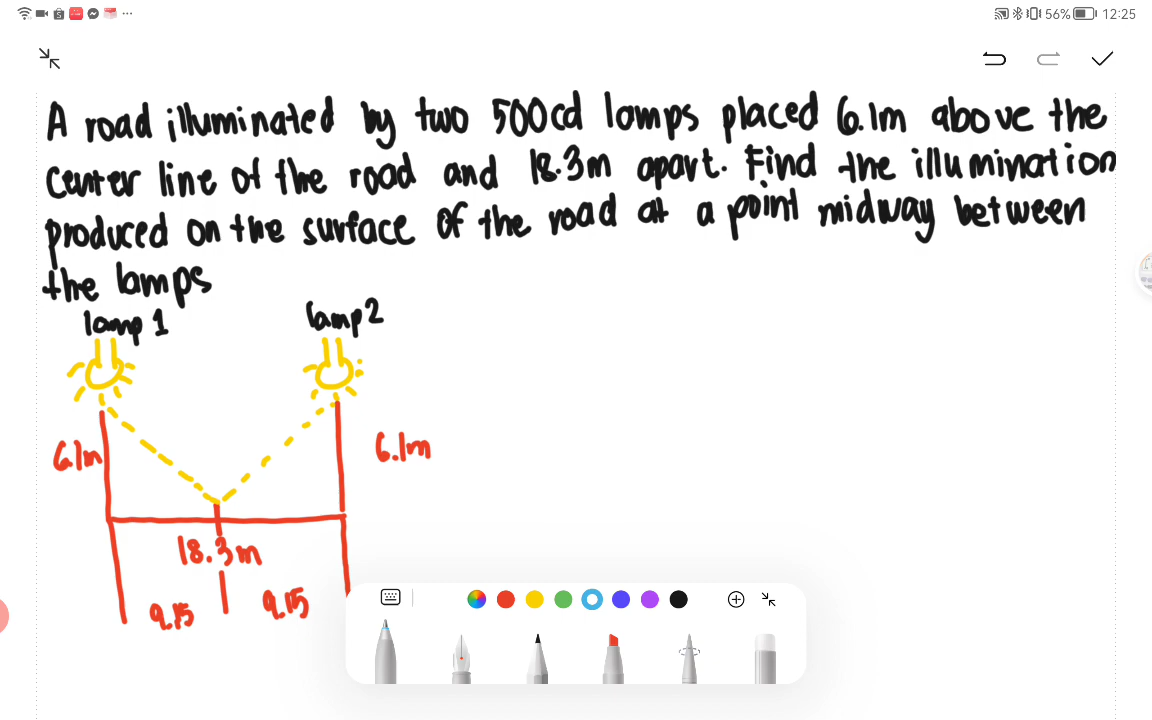 56% 12:25
A road illuminated by two 500cd lamps placed 6.1m above the
center line of the road and 18.3m apart. Find the illumination
produced on the surface of the road at a point midway between
the lamps
lamp 1 lamp 2
6.1m 6.1m
18.3m
9.15 9.15